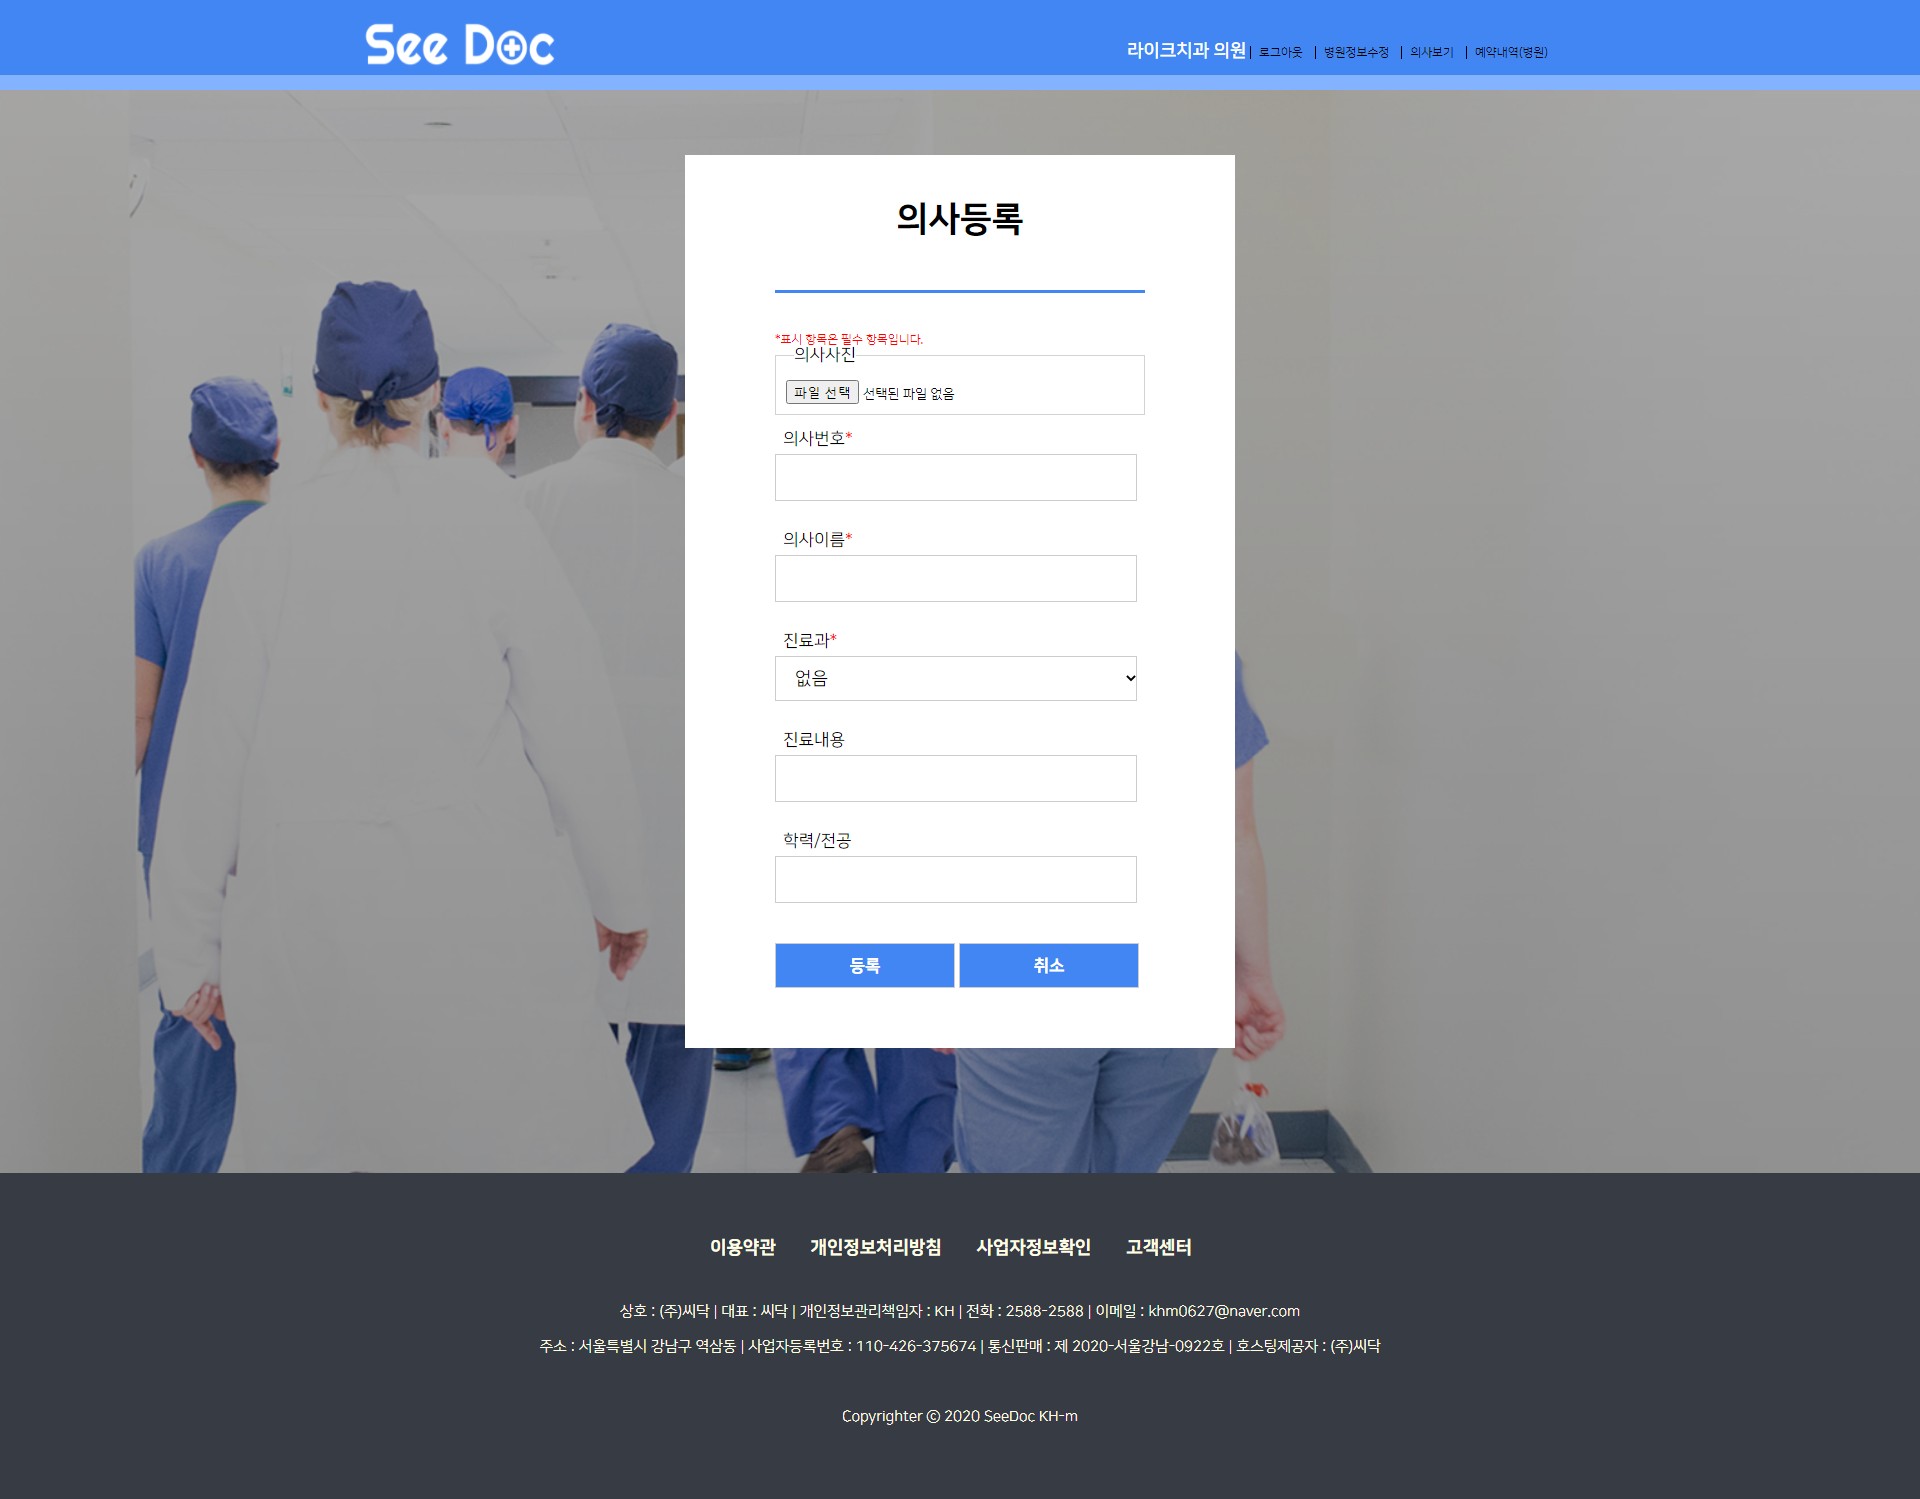 See Doc
라이크치과 의원 | 로그아웃 | 병원정보수정 | 의사보기 | 예약내역(병원)
의사등록
*표시 항목은 필수 항목입니다.
의사사진
파일 선택 선택된 파일 없음
의사번호*
의사이름*
진료과*
없음
진료내용
학력/전공
등록 취소
이용약관 개인정보처리방침 사업자정보확인 고객센터
상호 : (주)씨닥 | 대표 : 씨닥 | 개인정보관리책임자 : KH | 전화 : 2588-2588 | 이메일 : khm0627@naver.com
주소 : 서울특별시 강남구 역삼동 | 사업자등록번호 : 110-426-375674 | 통신판매 : 제 2020-서울강남-0922호 | 호스팅제공자 : (주)씨닥
Copyrighter ⓒ 2020 SeeDoc KH-m